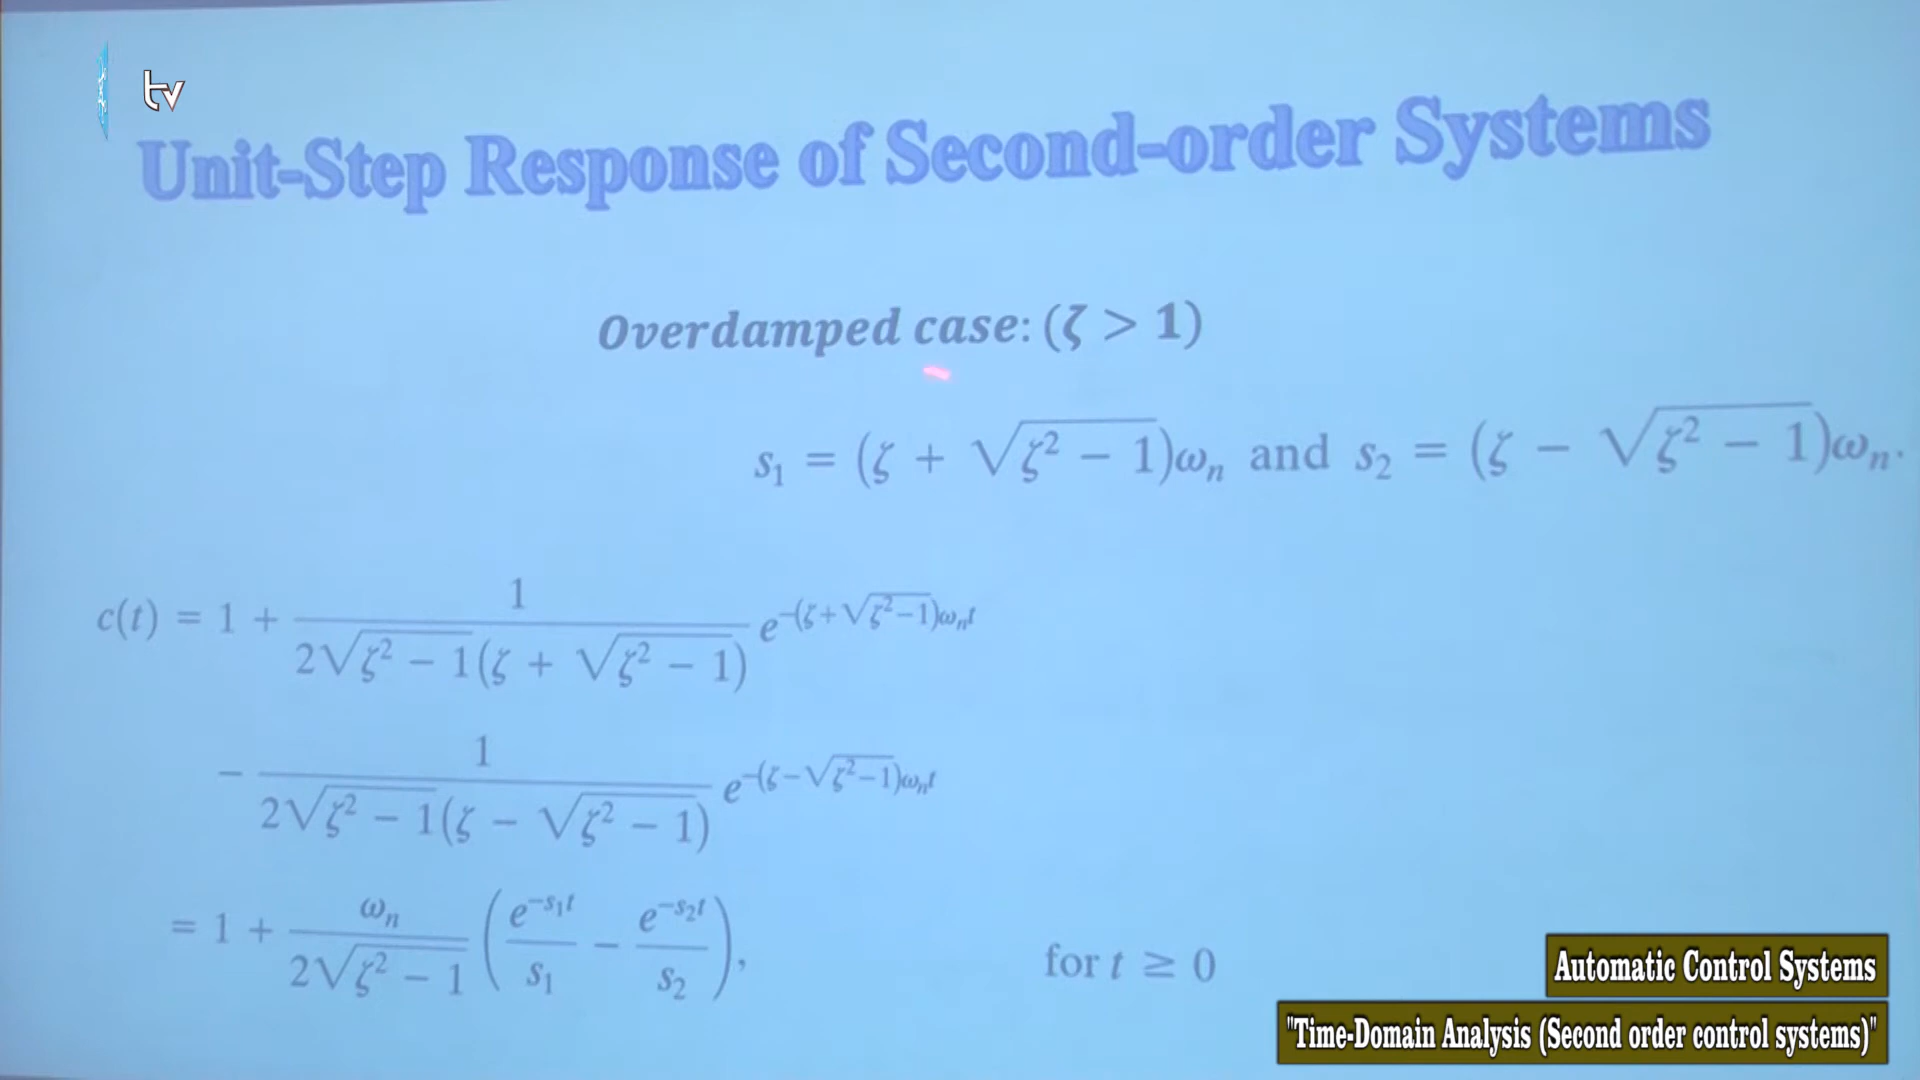 tv
Unit-Step Response of Second-order Systems
Overdamped case: (ζ > 1)
s₁ = (ζ + √(ζ² − 1))ωₙ and s₂ = (ζ − √(ζ² − 1))ωₙ.
c(t) = 1 + 1 / (2√(ζ² − 1)(ζ + √(ζ² − 1))) e^(−(ζ+√(ζ²−1))ωₙt)
− 1 / (2√(ζ² − 1)(ζ − √(ζ² − 1))) e^(−(ζ−√(ζ²−1))ωₙt)
= 1 + ωₙ / (2√(ζ² − 1)) (e^(−s₁t) / s₁ − e^(−s₂t) / s₂), for t ≥ 0
Automatic Control Systems
"Time-Domain Analysis (Second order control systems)"